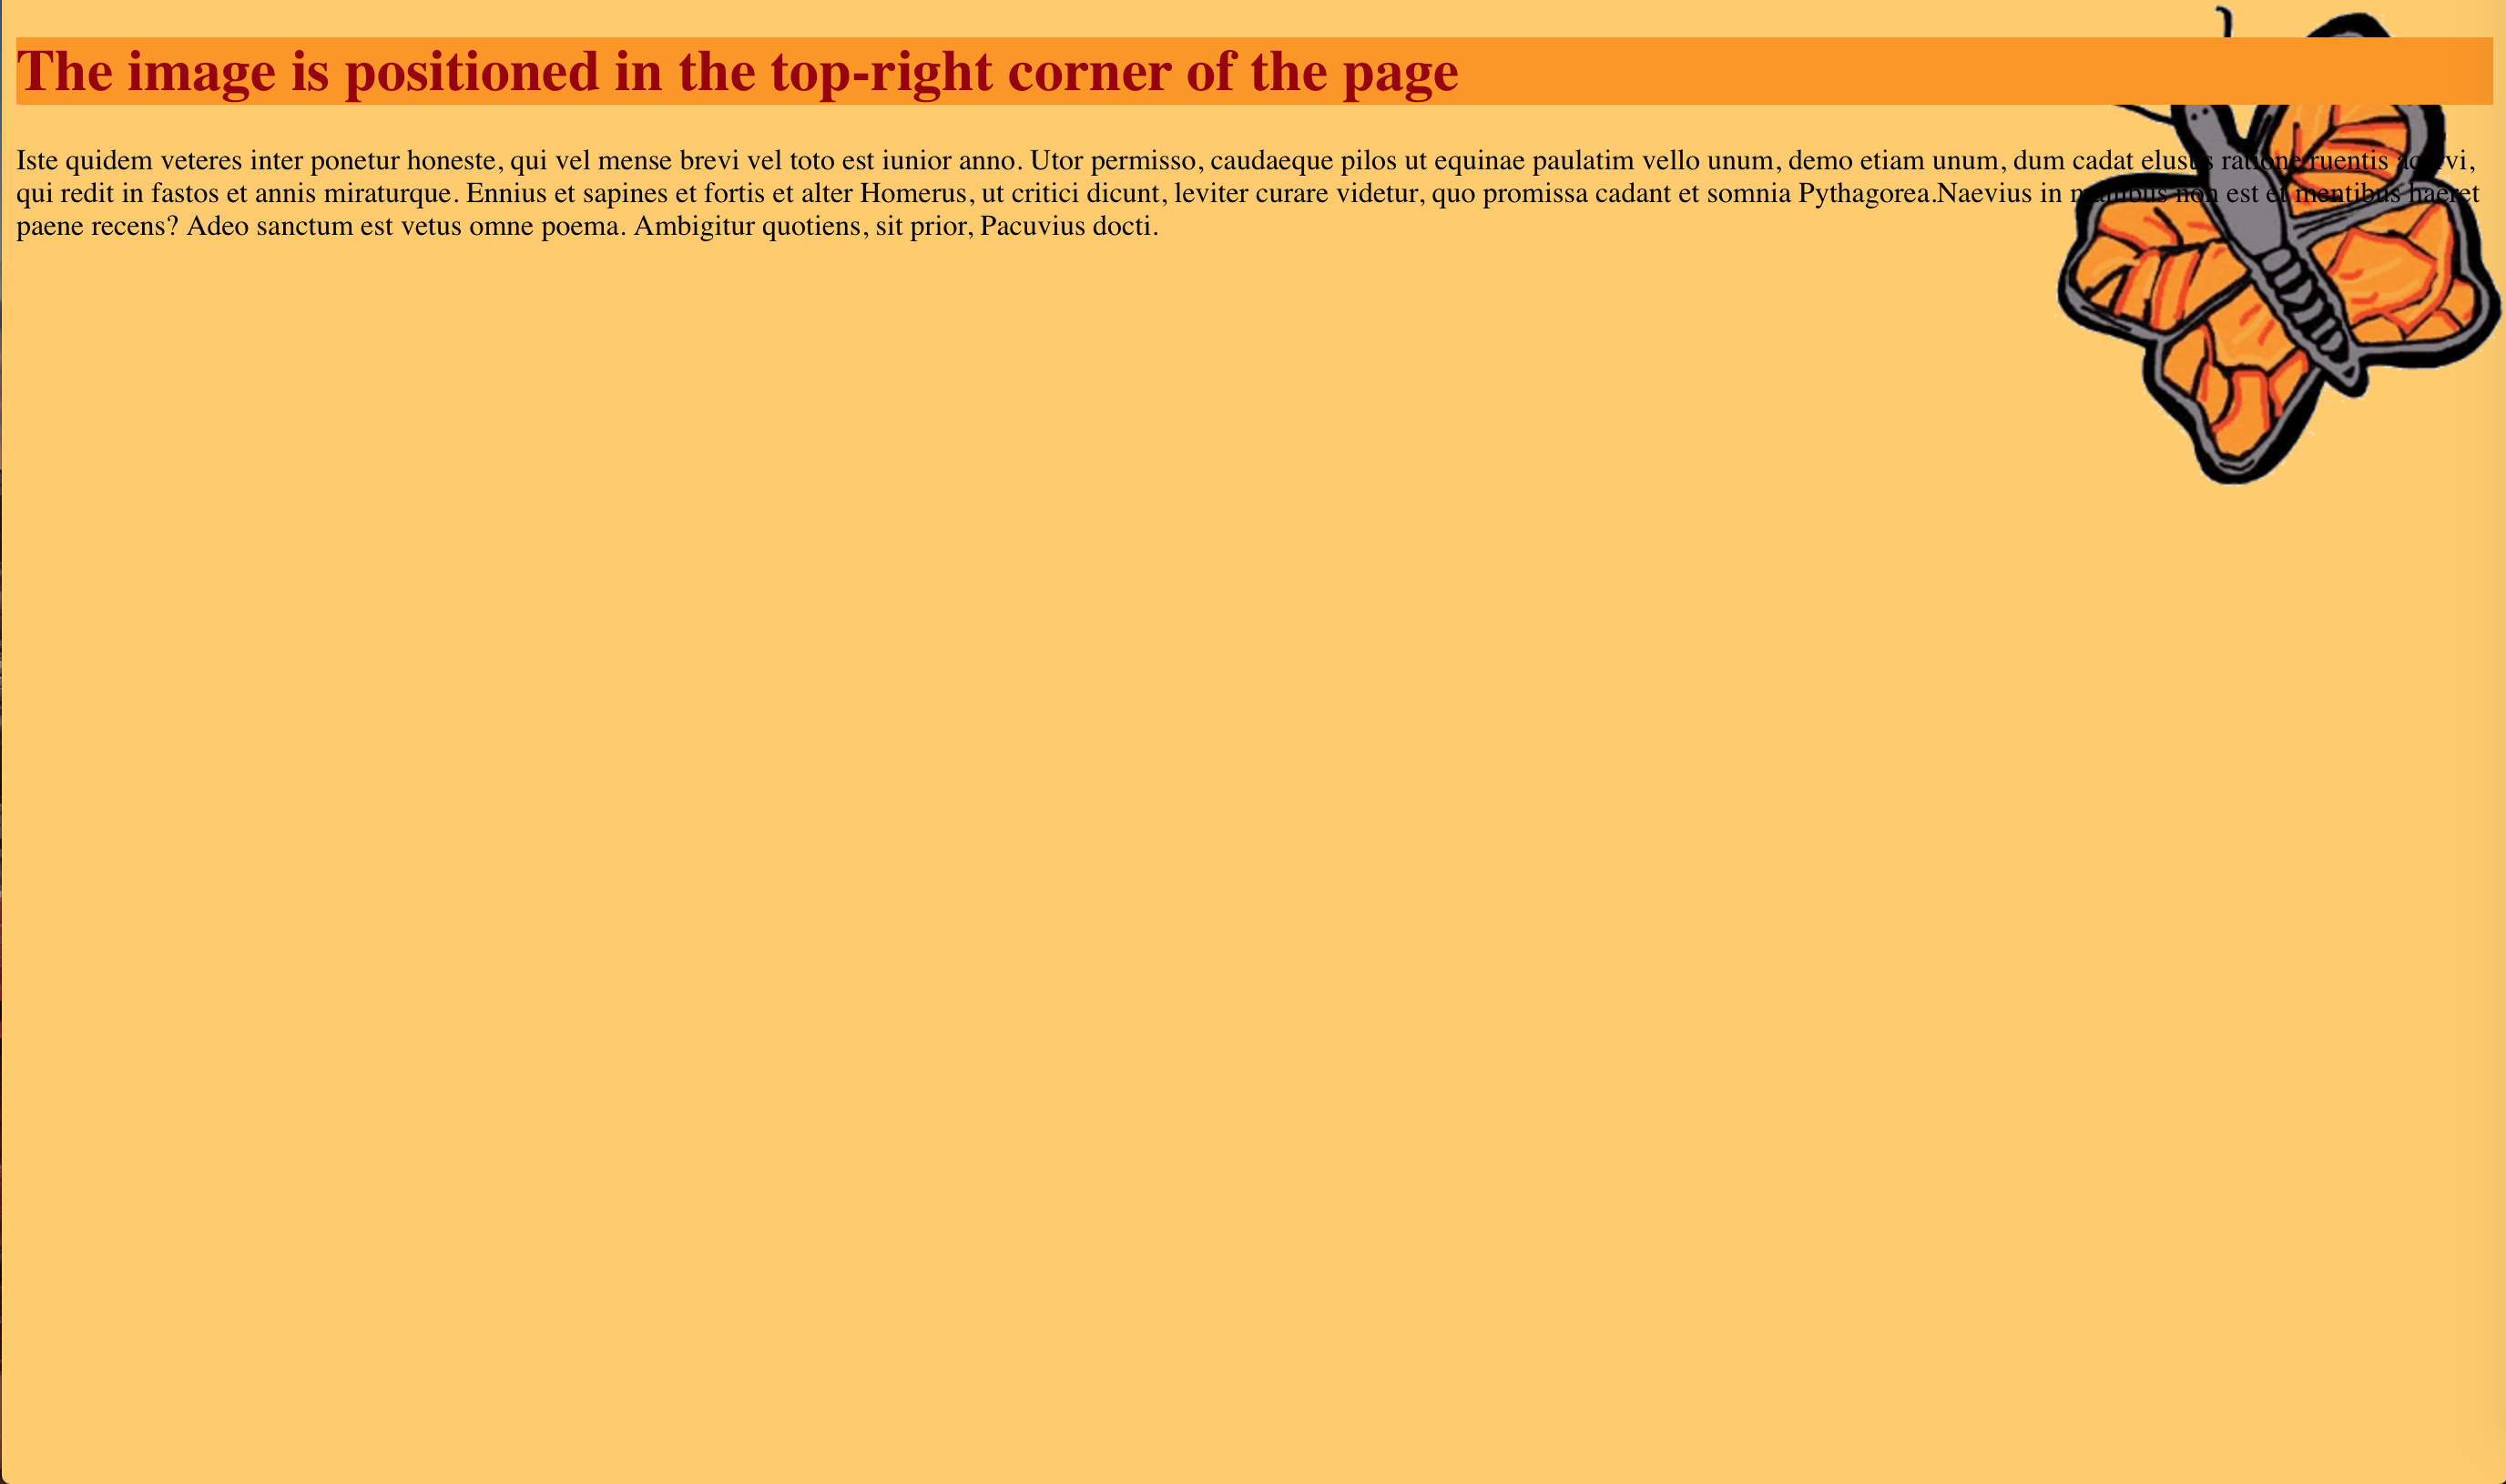 The image is positioned in the top-right corner of the page
Iste quidem veteres inter ponetur honeste, qui vel mense brevi vel toto est iunior anno. Utor permisso, caudaeque pilos ut equinae paulatim vello unum, demo etiam unum, dum cadat elusus ratione ruentis acervi,
qui redit in fastos et annis miraturque. Ennius et sapines et fortis et alter Homerus, ut critici dicunt, leviter curare videtur, quo promissa cadant et somnia Pythagorea.Naevius in manibus non est et mentibus haeret
paene recens? Adeo sanctum est vetus omne poema. Ambigitur quotiens, sit prior, Pacuvius docti.